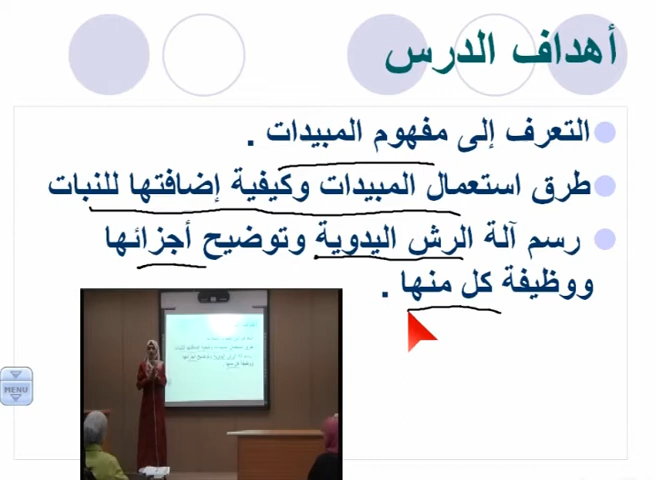 أهداف الدرس
التعرف إلى مفهوم المبيدات .
طرق استعمال المبيدات وكيفية إضافتها للنبات
رسم آلة الرش اليدوية وتوضيح أجزائها
ووظيفة كل منها .
MENU